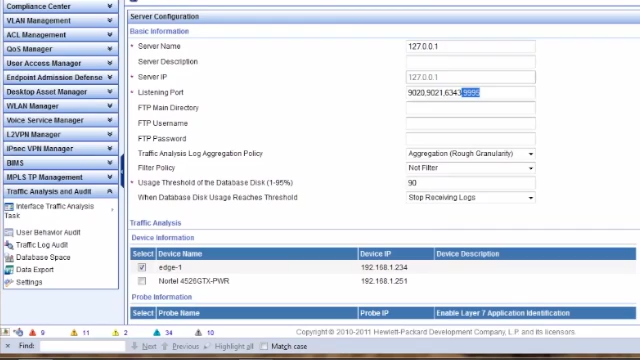 Compliance Center
VLAN Management
ACL Management
QoS Manager
User Access Manager
Endpoint Admission Defense
Desktop Asset Manager
WLAN Manager
Voice Service Manager
L2VPN Manager
IPsec VPN Manager
BIMS
MPLS TP Management
Traffic Analysis and Audit
Interface Traffic Analysis
Task
User Behavior Audit
Traffic Log Audit
Database Space
Data Export
Settings
Server Configuration
Basic Information
* Server Name 127.0.0.1
Server Description
* Server IP 127.0.0.1
* Listening Port 9020,9021,6343,9995
FTP Main Directory
FTP Username
FTP Password
Traffic Analysis Log Aggregation Policy Aggregation (Rough Granularity)
Filter Policy Not Filter
* Usage Threshold of the Database Disk (1-95%) 90
When Database Disk Usage Reaches Threshold Stop Receiving Logs
Traffic Analysis
Device Information
Select Device Name Device IP Device Description
edge-1 192.168.1.234
Nortel 4526GTX-PWR 192.168.1.251
Probe Information
Select Probe Name Probe IP Enable Layer 7 Application Identification
9 11 2 34 10
Copyright © 2010-2011 Hewlett-Packard Development Company, L.P. and its licensors.
× Find: Next Previous Highlight all Match case